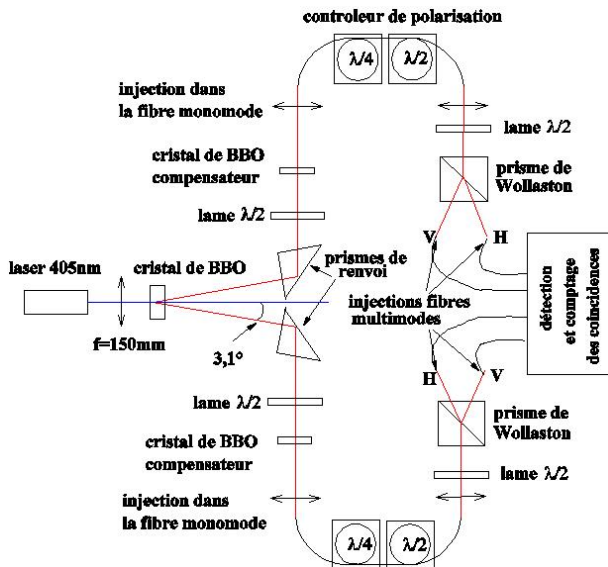 controleur de polarisation
λ/4
λ/2
injection dans
la fibre monomode
lame λ/2
cristal de BBO
compensateur
prisme de
Wollaston
lame λ/2
V
H
prismes de
renvoi
laser 405nm
cristal de BBO
injections fibres
multimodes
détection
et comptage
des coincidences
f=150mm
3,1°
H
V
lame λ/2
prisme de
Wollaston
cristal de BBO
compensateur
lame λ/2
injection dans
la fibre monomode
λ/4
λ/2